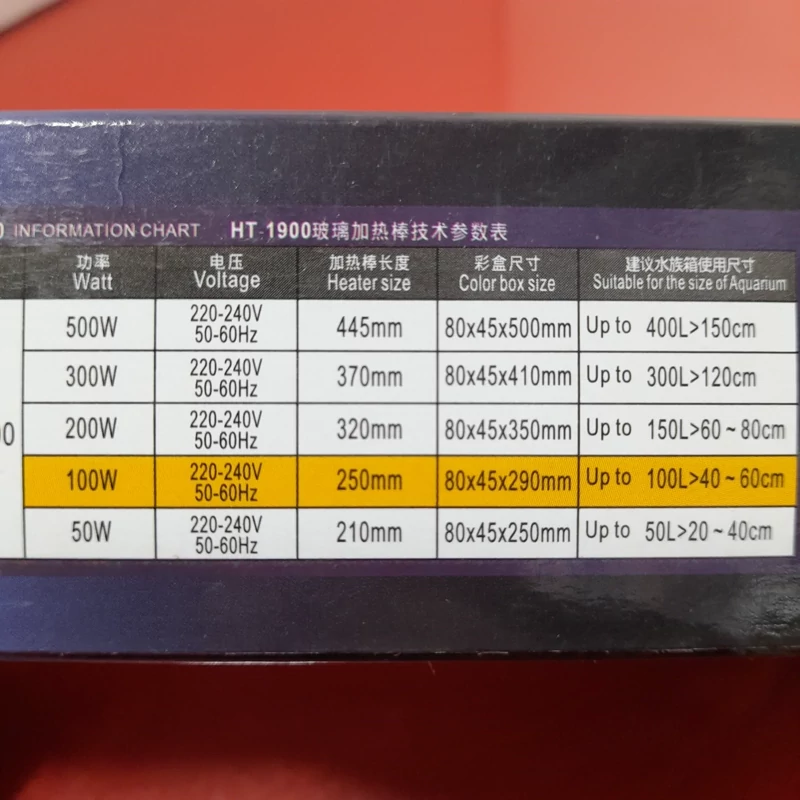 0 INFORMATION CHART HT-1900玻璃加热棒技术参数表
功率 电压 加热棒长度 彩盒尺寸 建议水族箱使用尺寸
Watt Voltage Heater size Color box size Suitable for the size of Aquarium
500W 220-240V 50-60Hz 445mm 80x45x500mm Up to 400L>150cm
300W 220-240V 50-60Hz 370mm 80x45x410mm Up to 300L>120cm
00 200W 220-240V 50-60Hz 320mm 80x45x350mm Up to 150L>60~80cm
100W 220-240V 50-60Hz 250mm 80x45x290mm Up to 100L>40~60cm
50W 220-240V 50-60Hz 210mm 80x45x250mm Up to 50L>20~40cm